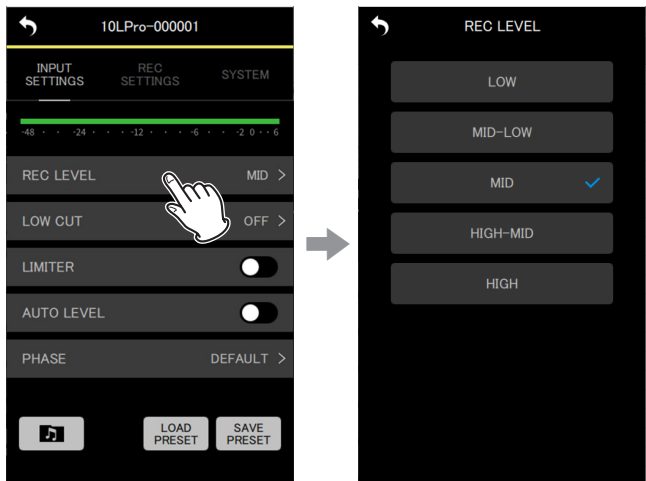 10LPro-000001
INPUT
SETTINGS
REC
SETTINGS
SYSTEM
-48 · · -24 · · · -12 · · · -6 · · -2 0 · · 6
REC LEVEL MID >
LOW CUT OFF >
LIMITER
AUTO LEVEL
PHASE DEFAULT >
LOAD
PRESET
SAVE
PRESET
REC LEVEL
LOW
MID-LOW
MID
HIGH-MID
HIGH